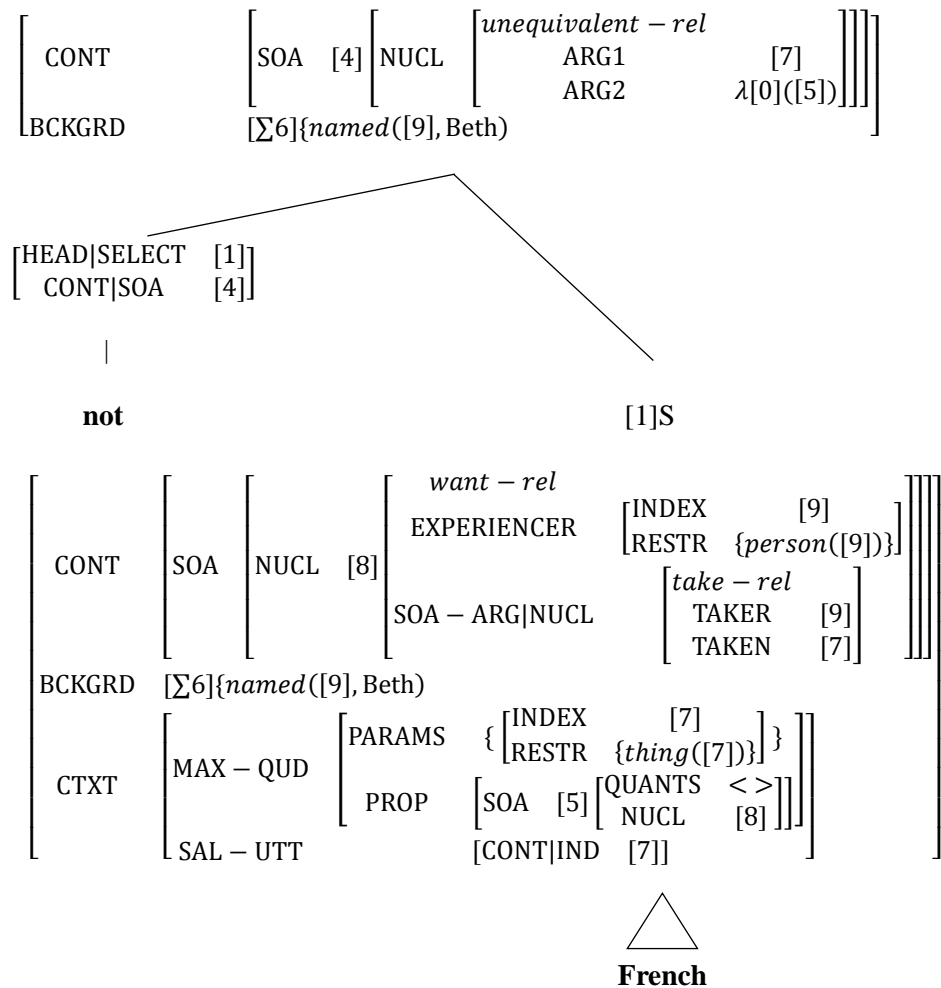 unequivalent − rel
CONT SOA [4] NUCL ARG1 [7]
ARG2 λ[0]([5])
BCKGRD [∑6]{named([9], Beth)
HEAD|SELECT [1]
CONT|SOA [4]
not [1]S
want − rel
EXPERIENCER INDEX [9]
RESTR {person([9])}
CONT SOA NUCL [8]
take − rel
SOA − ARG|NUCL TAKER [9]
TAKEN [7]
BCKGRD [∑6]{named([9], Beth)
PARAMS { INDEX [7]
RESTR {thing([7])} }
CTXT MAX − QUD
PROP SOA [5] QUANTS < >
NUCL [8]
SAL − UTT [CONT|IND [7]]
French